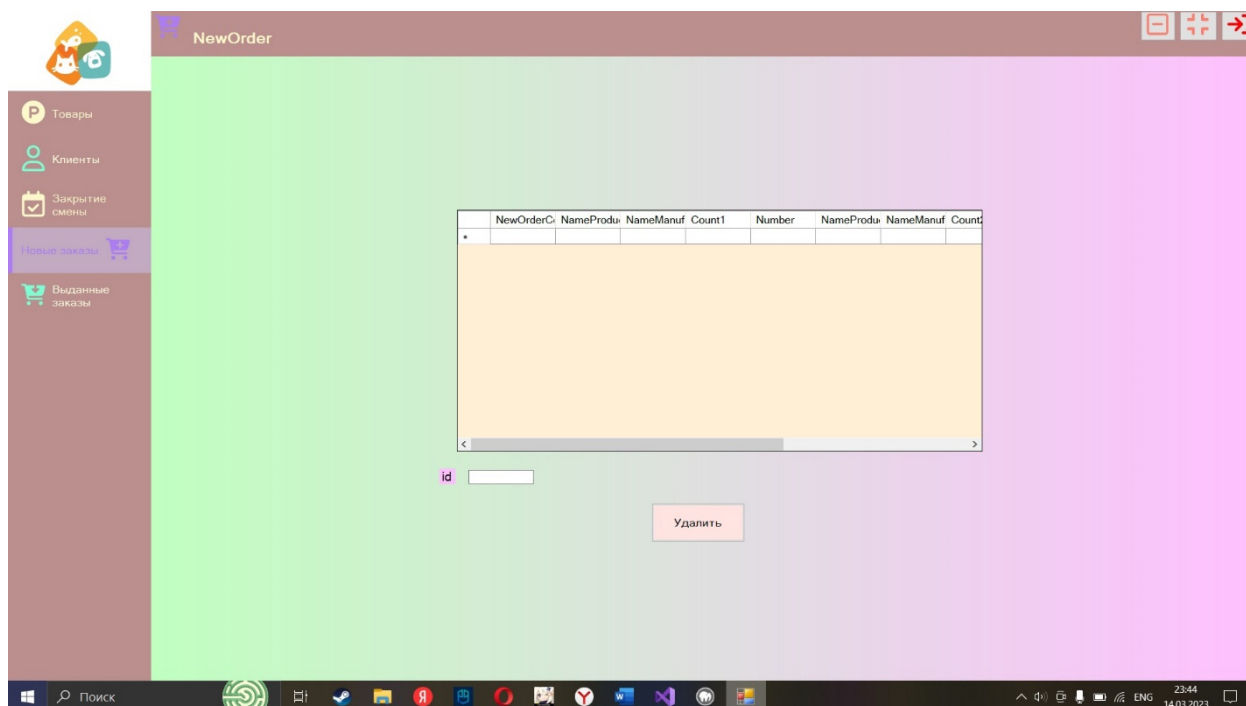 NewOrder
Товары
Клиенты
Закрытие
смены
Новые заказы
Выданные
заказы
NewOrderC NameProdu NameManuf Count1 Number NameProdu NameManuf Count2
id
Удалить
Поиск
ENG
23:44
14.03.2023